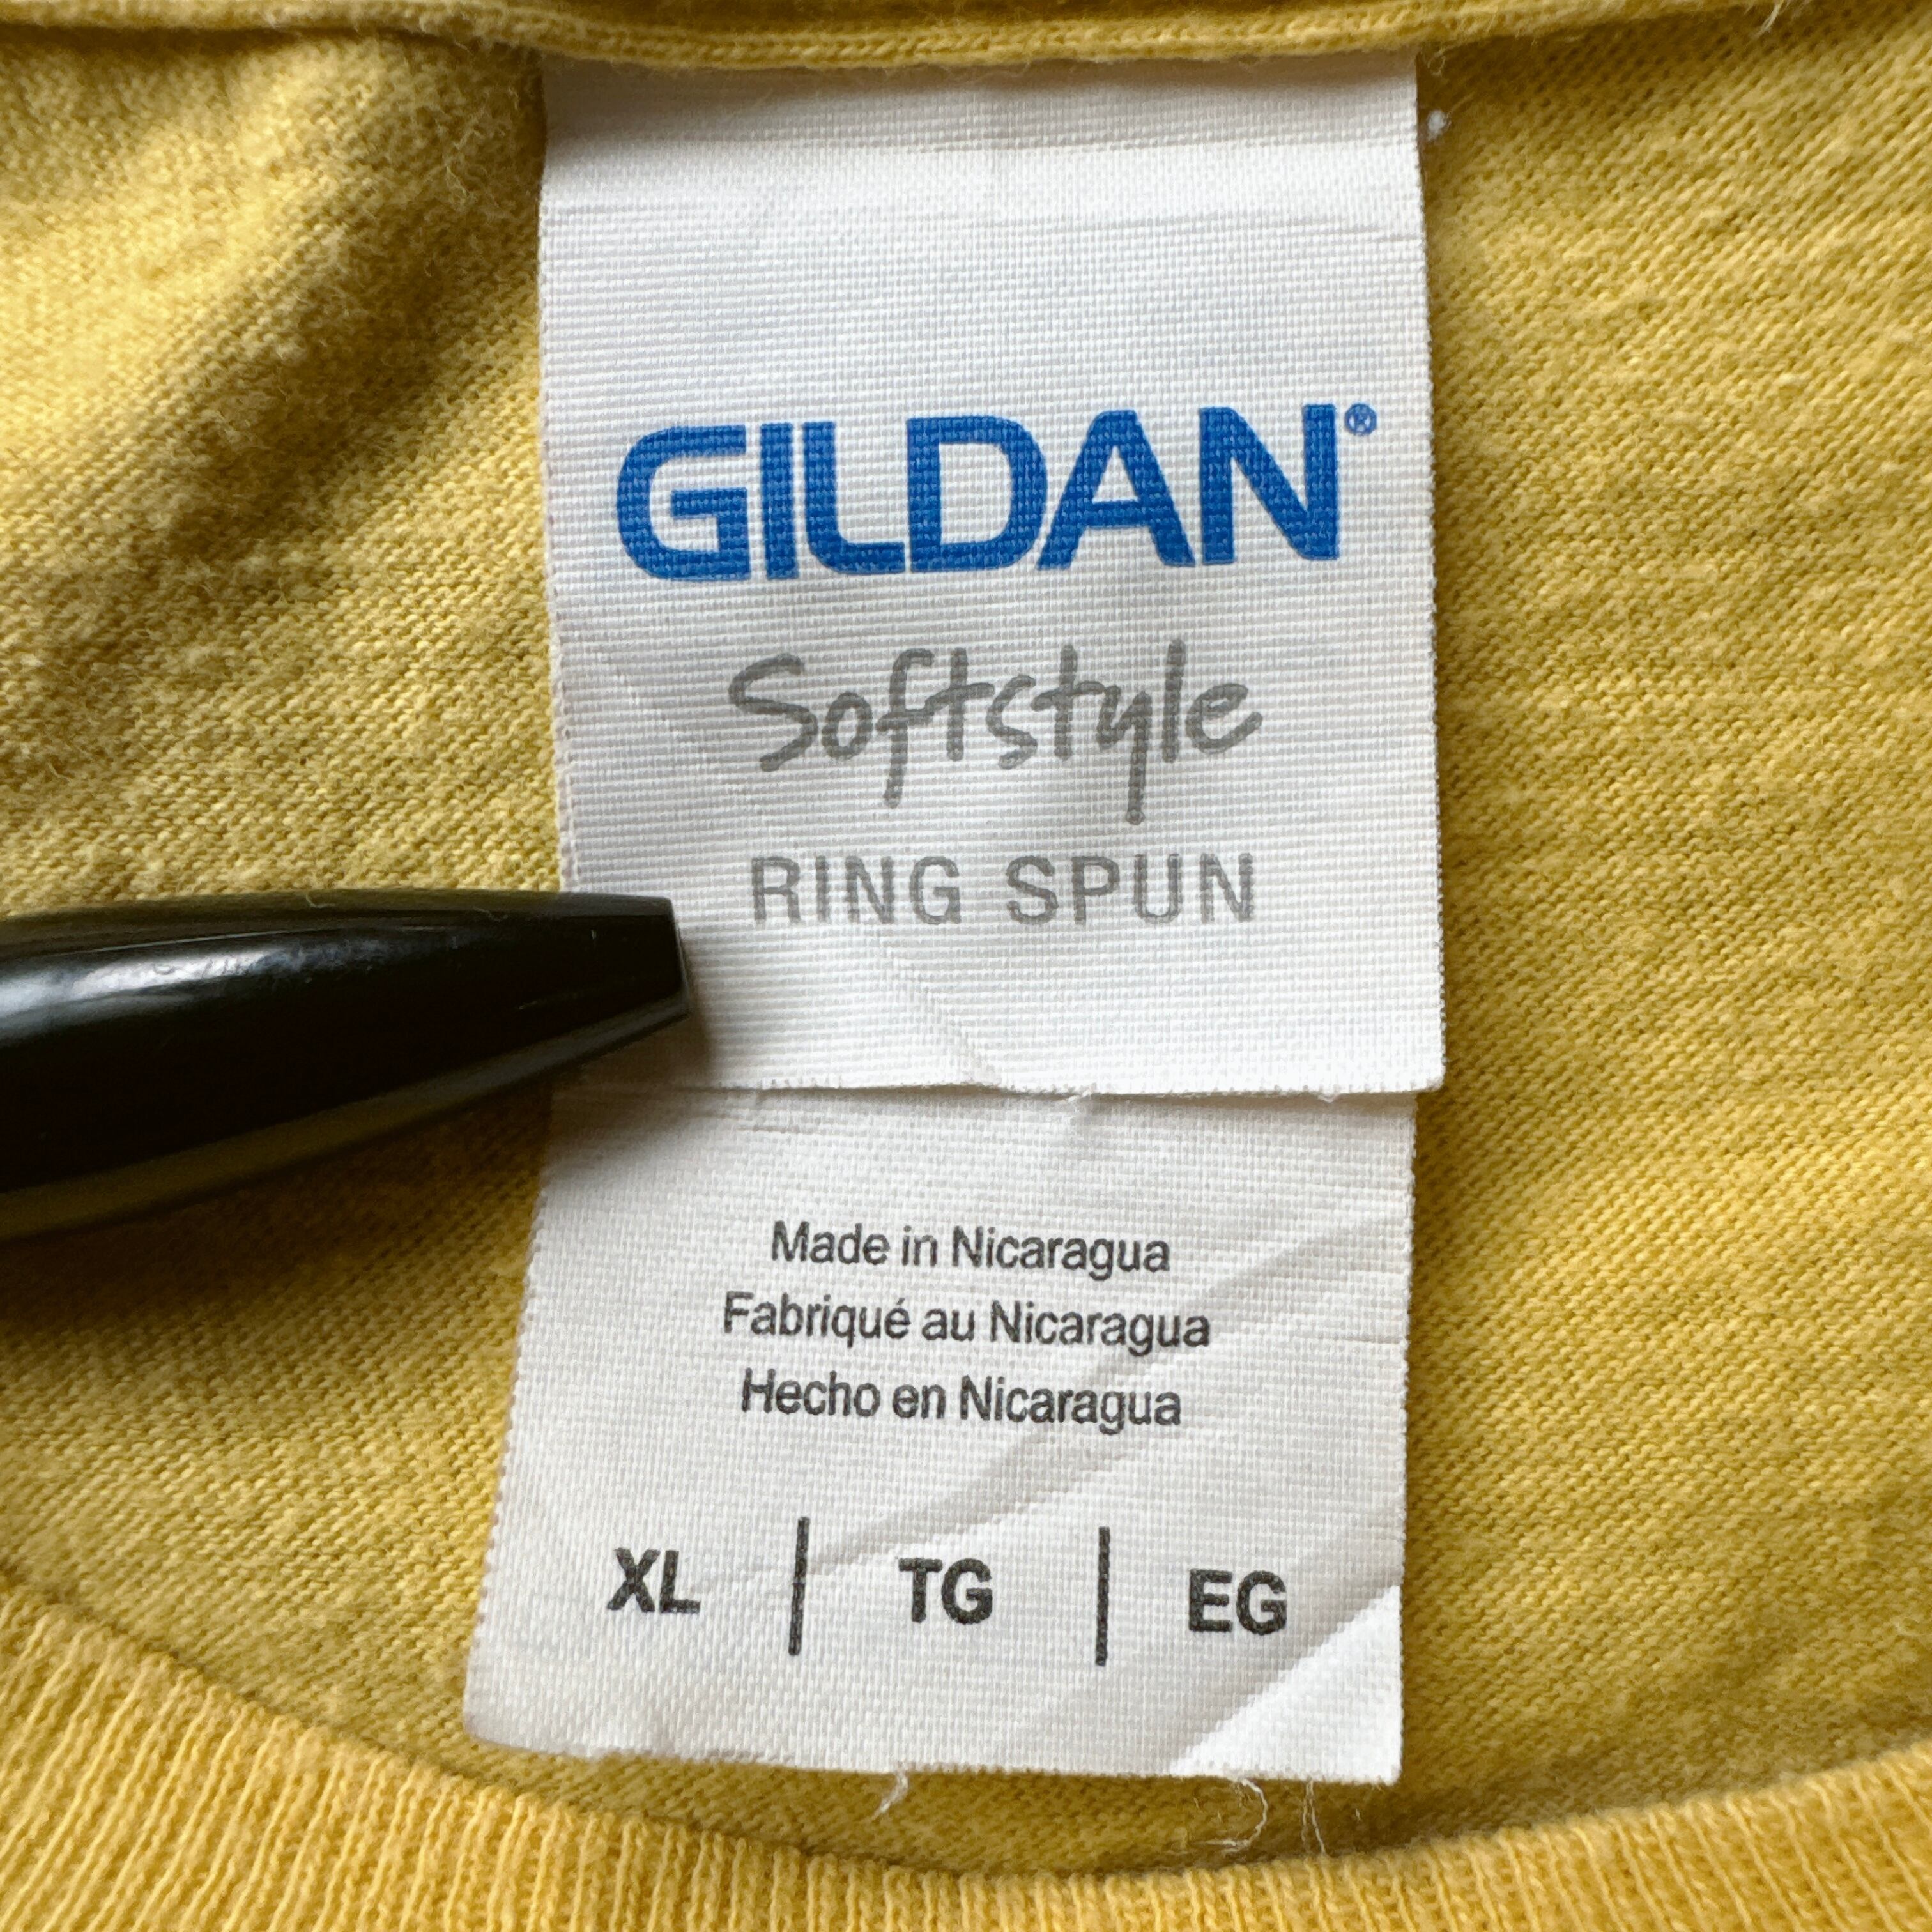 GILDAN®
Softstyle
RING SPUN
Made in Nicaragua
Fabriqué au Nicaragua
Hecho en Nicaragua
XL | TG | EG